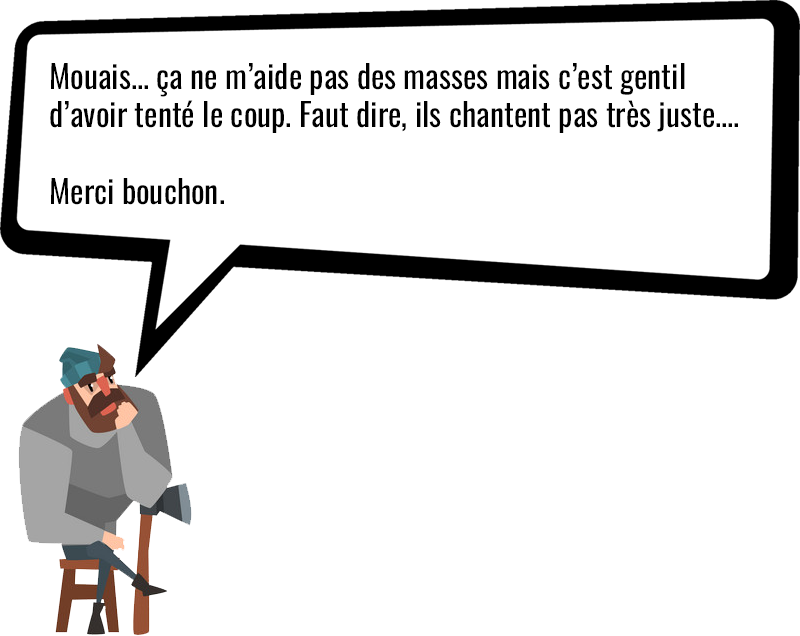 Mouais... ça ne m’aide pas des masses mais c’est gentil
d’avoir tenté le coup. Faut dire, ils chantent pas très juste....
Merci bouchon.